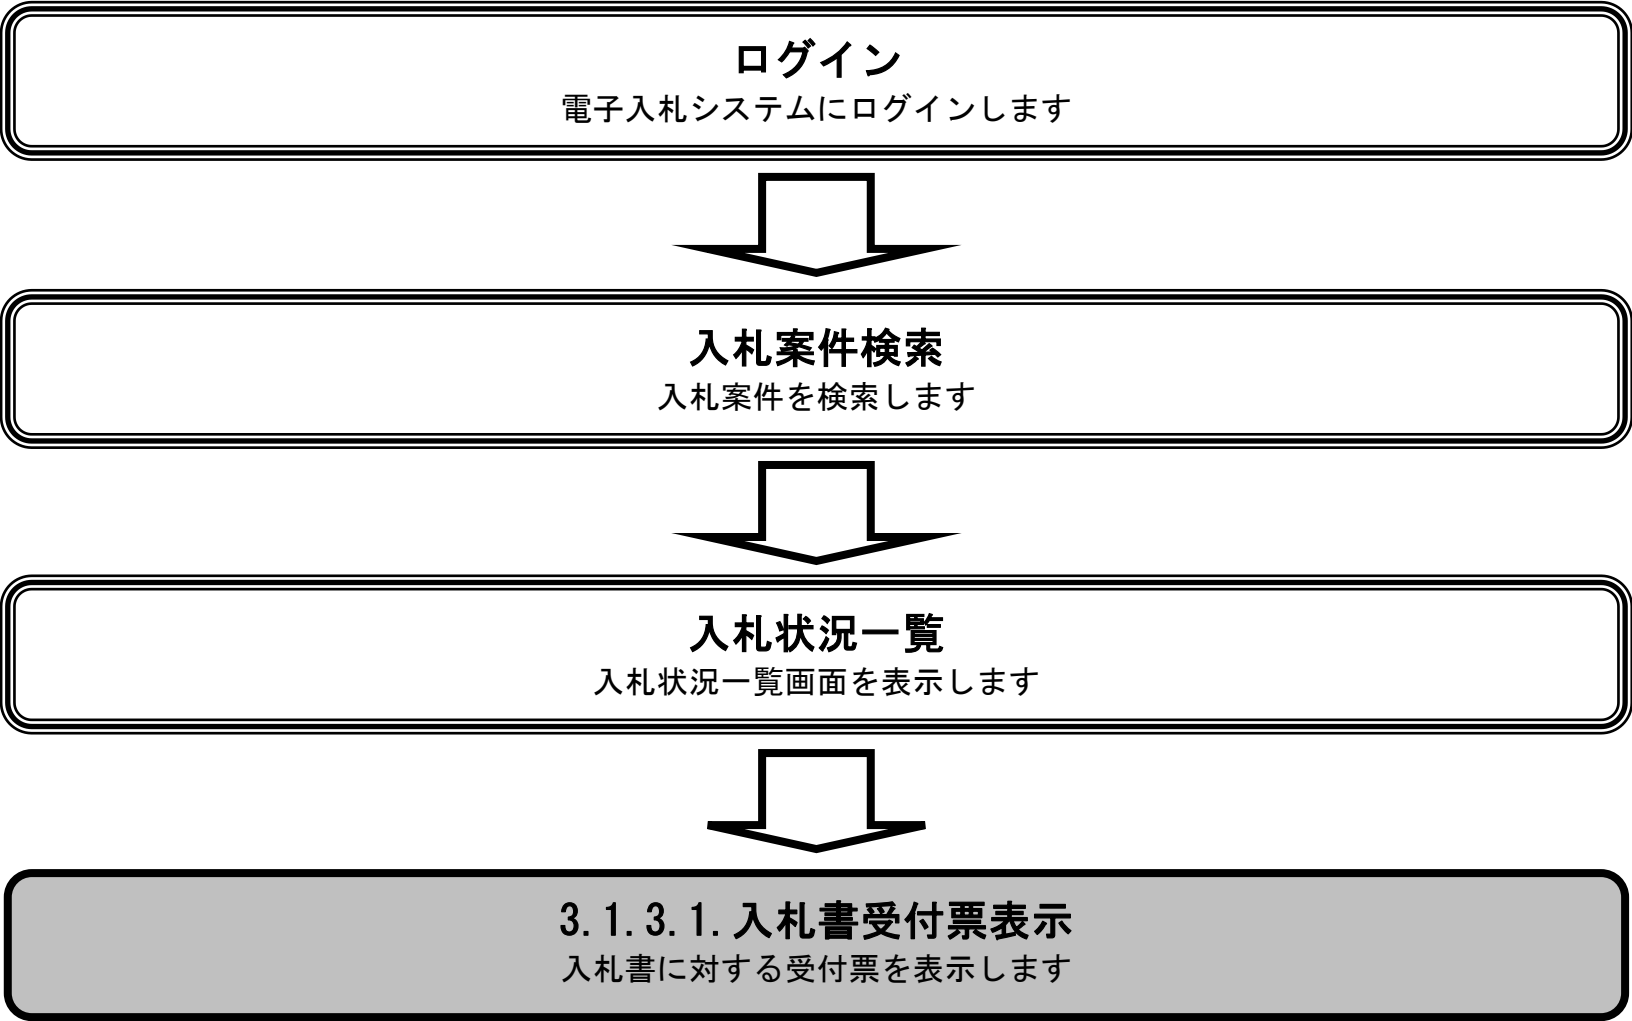 ログイン
電子入札システムにログインします
入札案件検索
入札案件を検索します
入札状況一覧
入札状況一覧画面を表示します
3.1.3.1.入札書受付票表示
入札書に対する受付票を表示します